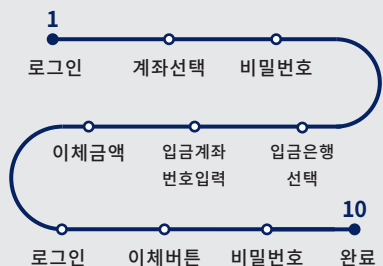 1
로그인 계좌선택 비밀번호
이체금액 입금계좌 입금은행
번호입력 선택
10
로그인 이체버튼 비밀번호 완료